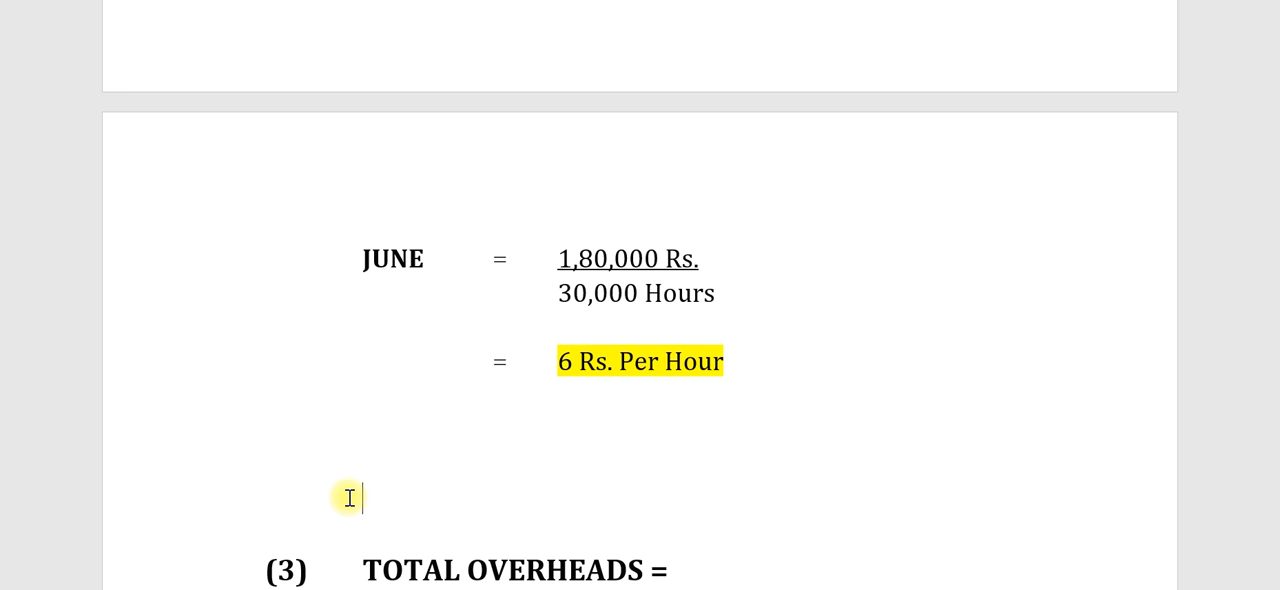 JUNE = 1,80,000 Rs.
30,000 Hours
= 6 Rs. Per Hour
(3) TOTAL OVERHEADS =